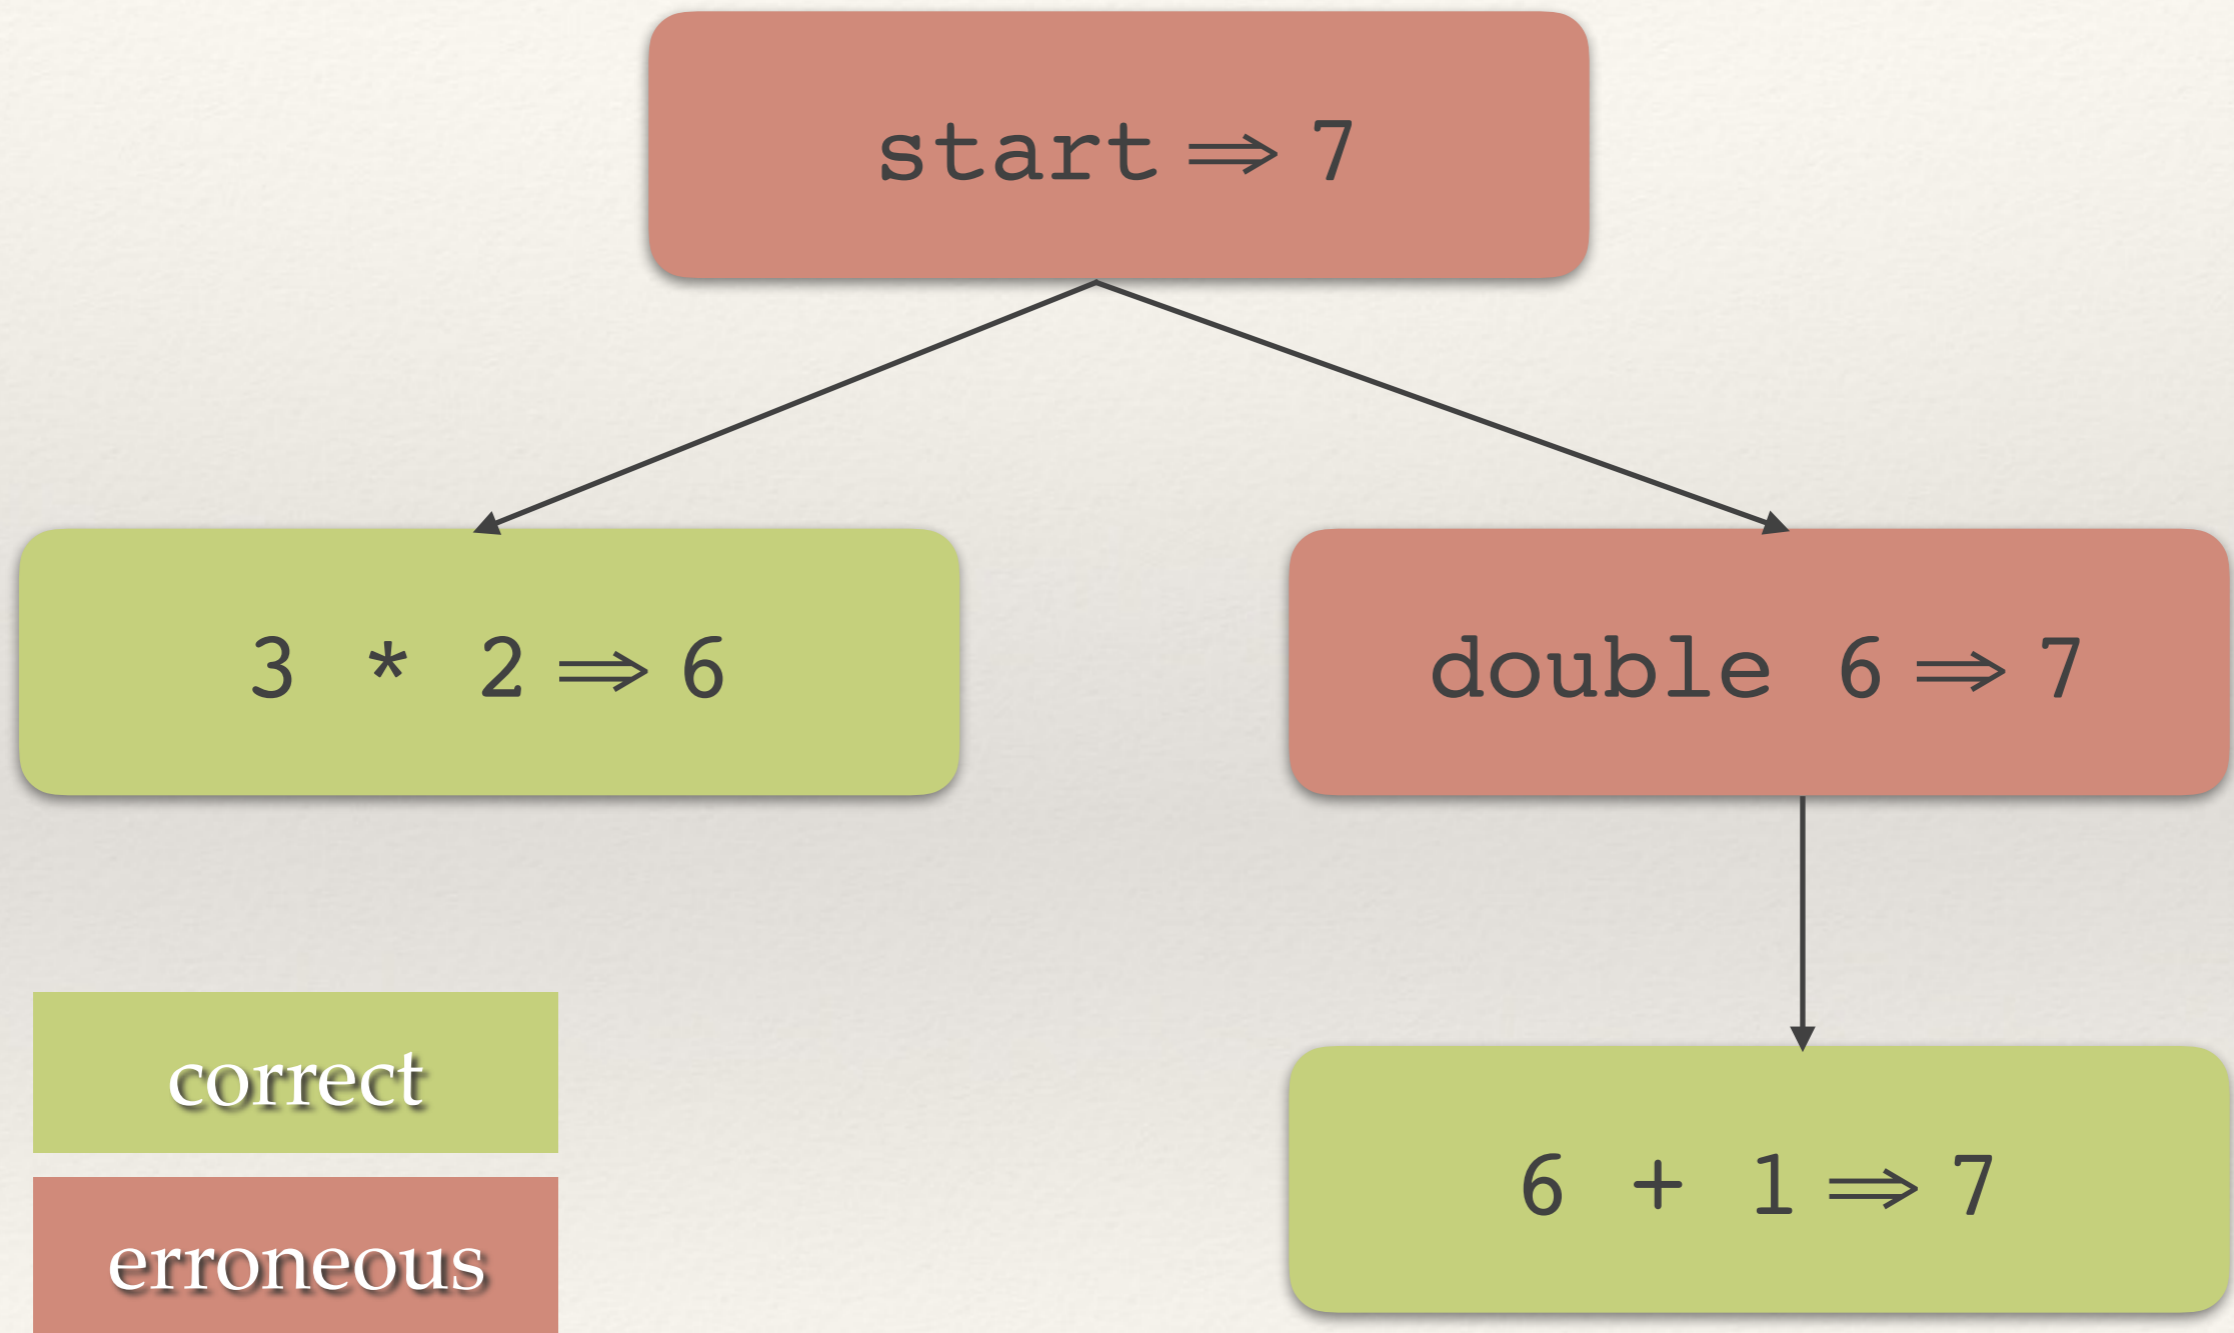 start ⇒ 7
3 * 2 ⇒ 6
double 6 ⇒ 7
6 + 1 ⇒ 7
correct
erroneous